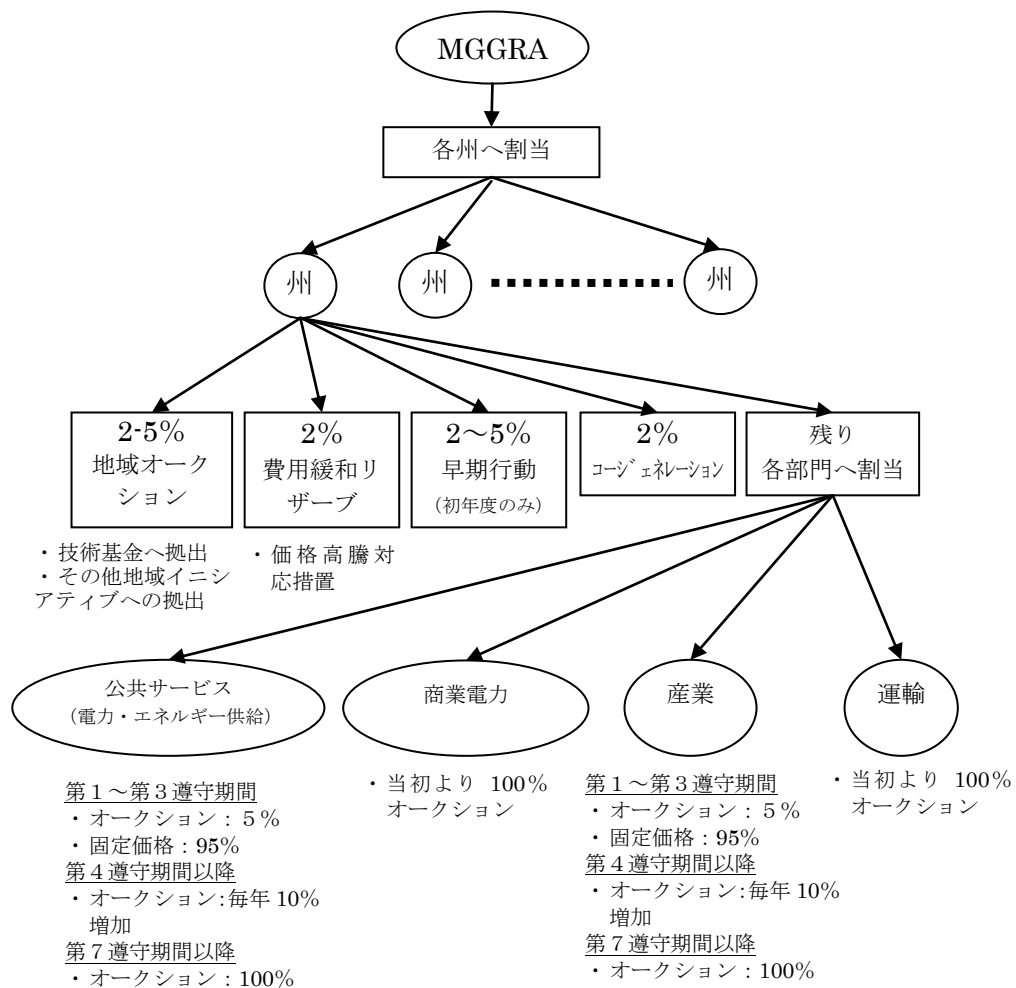 MGGRA
各州へ割当
州
州
州
2-5%
地域オーク
ション
2%
費用緩和リ
ザーブ
2～5%
早期行動
（初年度のみ）
2%
コージェネレーション
残り
各部門へ割当
・技術基金へ拠出
・その他地域イニシ
アティブへの拠出
・価格高騰対
応措置
公共サービス
（電力・エネルギー供給）
商業電力
産業
運輸
第１～第３遵守期間
・オークション：５%
・固定価格：95%
第４遵守期間以降
・オークション：毎年 10%
増加
第７遵守期間以降
・オークション：100%
・当初より 100%
オークション
第１～第３遵守期間
・オークション：５%
・固定価格：95%
第４遵守期間以降
・オークション：毎年 10%
増加
第７遵守期間以降
・オークション：100%
・当初より 100%
オークション